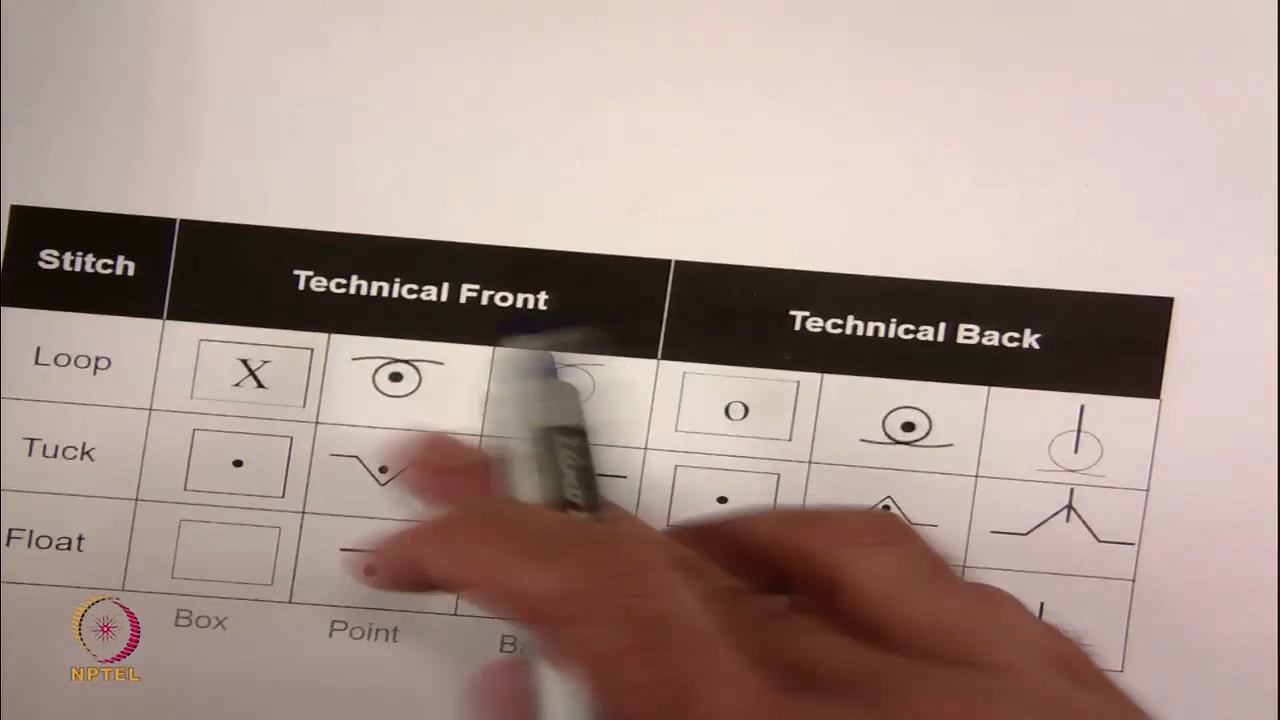 Stitch Technical Front Technical Back
Loop X O
Tuck
Float
Box Point
NPTEL